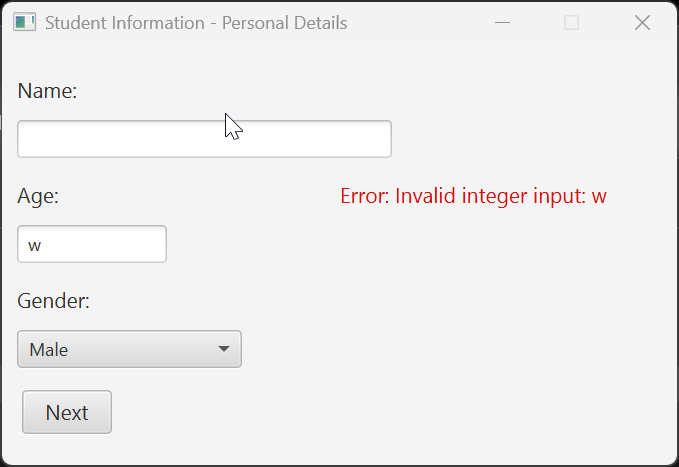 Student Information - Personal Details
Name:
Age:
Error: Invalid integer input: w
w
Gender:
Male
Next